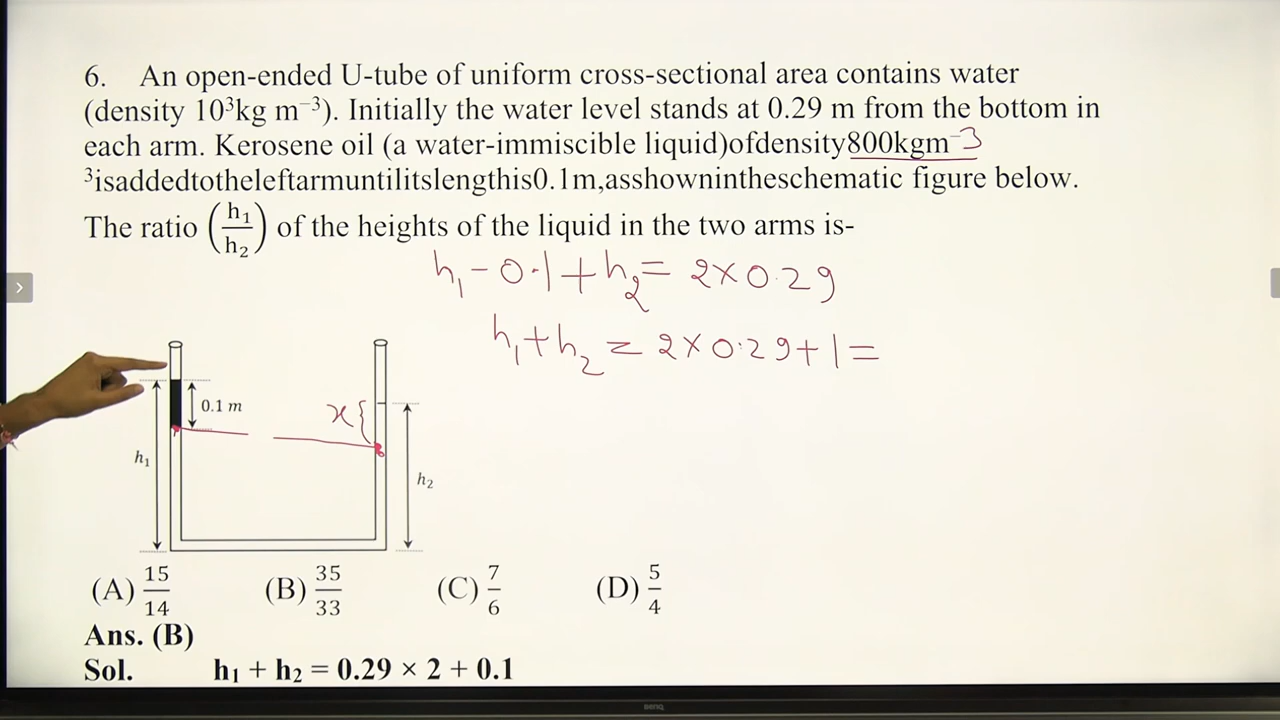 6. An open-ended U-tube of uniform cross-sectional area contains water
(density 10³kg m⁻³). Initially the water level stands at 0.29 m from the bottom in
each arm. Kerosene oil (a water-immiscible liquid)ofdensity800kgm⁻³
³isaddedtotheleftarmuntilitslengthis0.1m,asshownintheschematic figure below.
The ratio (h₁/h₂) of the heights of the liquid in the two arms is-
h₁ - 0.1 + h₂ = 2×0.29
h₁ + h₂ = 2×0.29+1=
0.1 m
x{
h₁
h₂
(A) 15/14 (B) 35/33 (C) 7/6 (D) 5/4
Ans. (B)
Sol. h₁ + h₂ = 0.29 × 2 + 0.1
BENQ